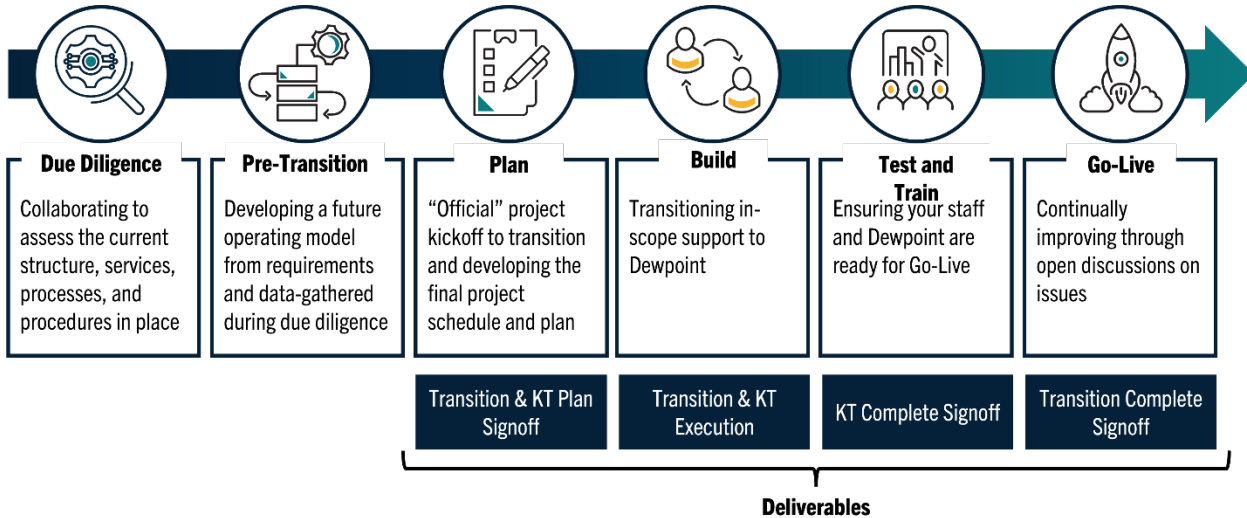 Due Diligence
Collaborating to
assess the current
structure, services,
processes, and
procedures in place
Pre-Transition
Developing a future
operating model
from requirements
and data-gathered
during due diligence
Plan
“Official” project
kickoff to transition
and developing the
final project
schedule and plan
Build
Transitioning in-
scope support to
Dewpoint
Test and
Train
Ensuring your staff
and Dewpoint are
ready for Go-Live
Go-Live
Continually
improving through
open discussions on
issues
Transition & KT Plan
Signoff
Transition & KT
Execution
KT Complete Signoff
Transition Complete
Signoff
Deliverables